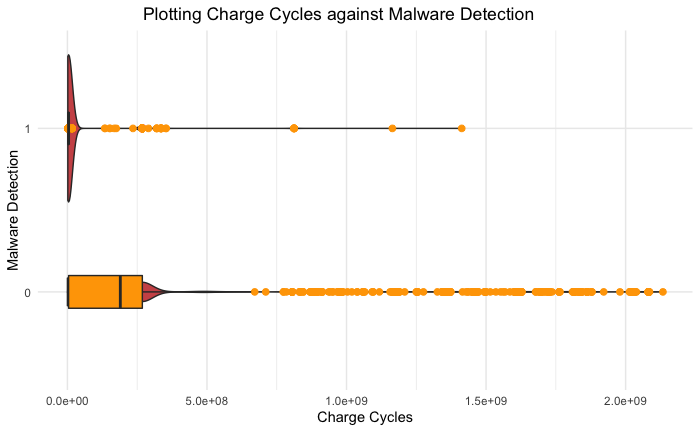 Plotting Charge Cycles against Malware Detection
Malware Detection
1
0
0.0e+00 5.0e+08 1.0e+09 1.5e+09 2.0e+09
Charge Cycles